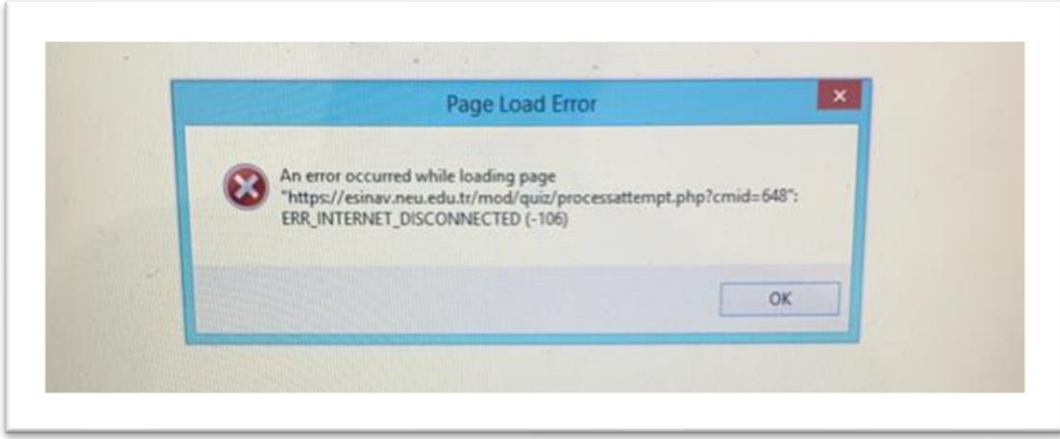 Page Load Error
An error occurred while loading page
"https://esinav.neu.edu.tr/mod/quiz/processattempt.php?cmid=648":
ERR_INTERNET_DISCONNECTED (-106)
OK